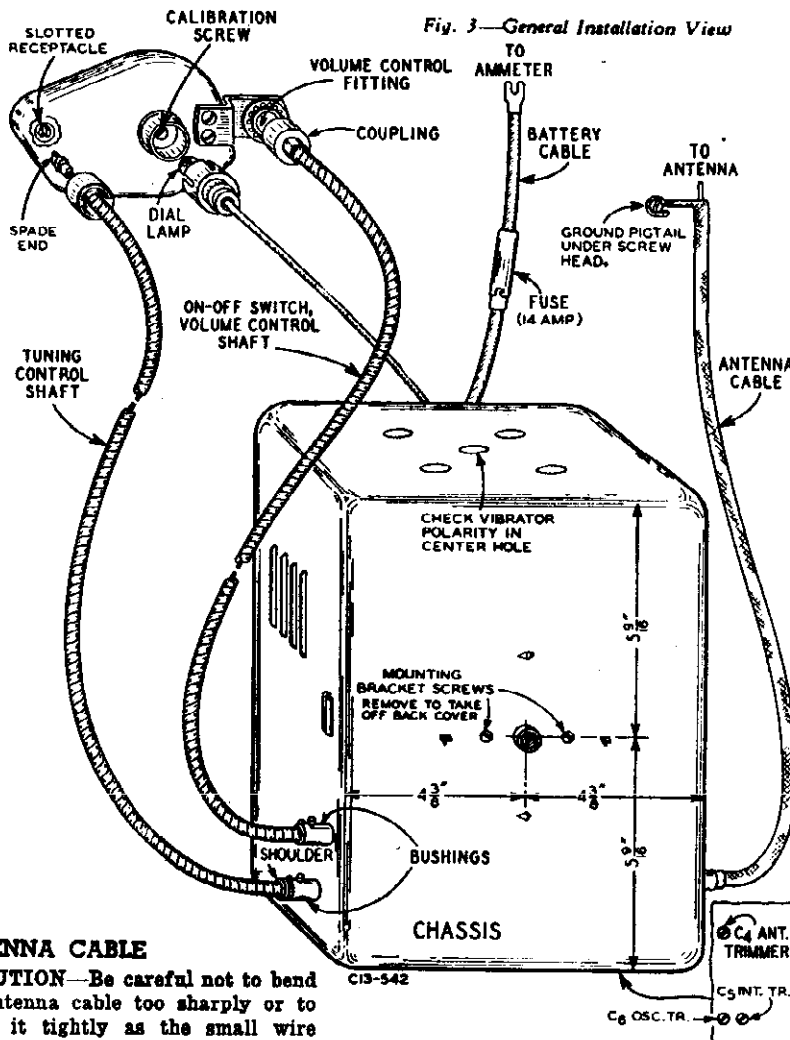 Fig. 3—General Installation View
SLOTTED
RECEPTACLE
CALIBRATION
SCREW
VOLUME CONTROL
FITTING
COUPLING
TO
AMMETER
BATTERY
CABLE
TO
ANTENNA
SPADE
END
DIAL
LAMP
GROUND PIGTAIL
UNDER SCREW
HEAD.
FUSE
(14 AMP)
ON-OFF SWITCH,
VOLUME CONTROL
SHAFT
TUNING
CONTROL
SHAFT
ANTENNA
CABLE
CHECK VIBRATOR
POLARITY IN
CENTER HOLE
5 9/16"
MOUNTING
BRACKET SCREWS
REMOVE TO TAKE
OFF BACK COVER
4 3/8"
4 3/8"
5 9/16"
SHOULDER
BUSHINGS
CHASSIS
C13-542
C4 ANT.
TRIMMER
C5 INT. TR.
C6 OSC. TR.
ENNA CABLE
UTION—Be careful not to bend
ntenna cable too sharply or to
it tightly as the small wire